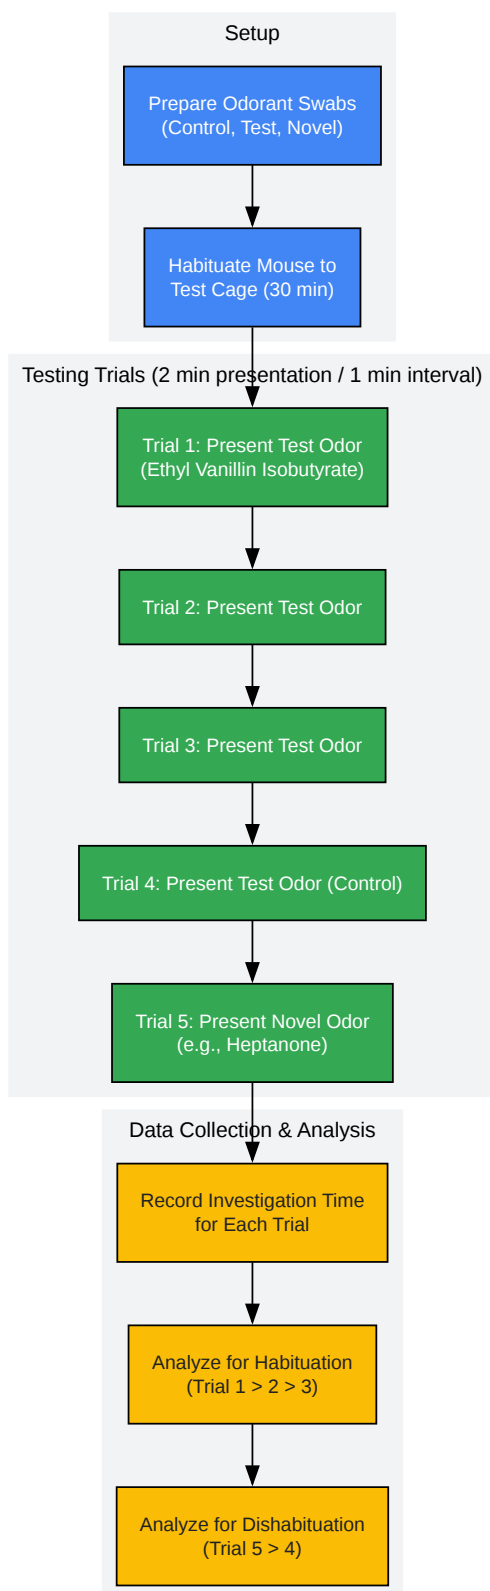 Setup
Prepare Odorant Swabs
(Control, Test, Novel)
Habituate Mouse to
Test Cage (30 min)
Testing Trials (2 min presentation / 1 min interval)
Trial 1: Present Test Odor
(Ethyl Vanillin Isobutyrate)
Trial 2: Present Test Odor
Trial 3: Present Test Odor
Trial 4: Present Test Odor (Control)
Trial 5: Present Novel Odor
(e.g., Heptanone)
Data Collection & Analysis
Record Investigation Time
for Each Trial
Analyze for Habituation
(Trial 1 > 2 > 3)
Analyze for Dishabituation
(Trial 5 > 4)